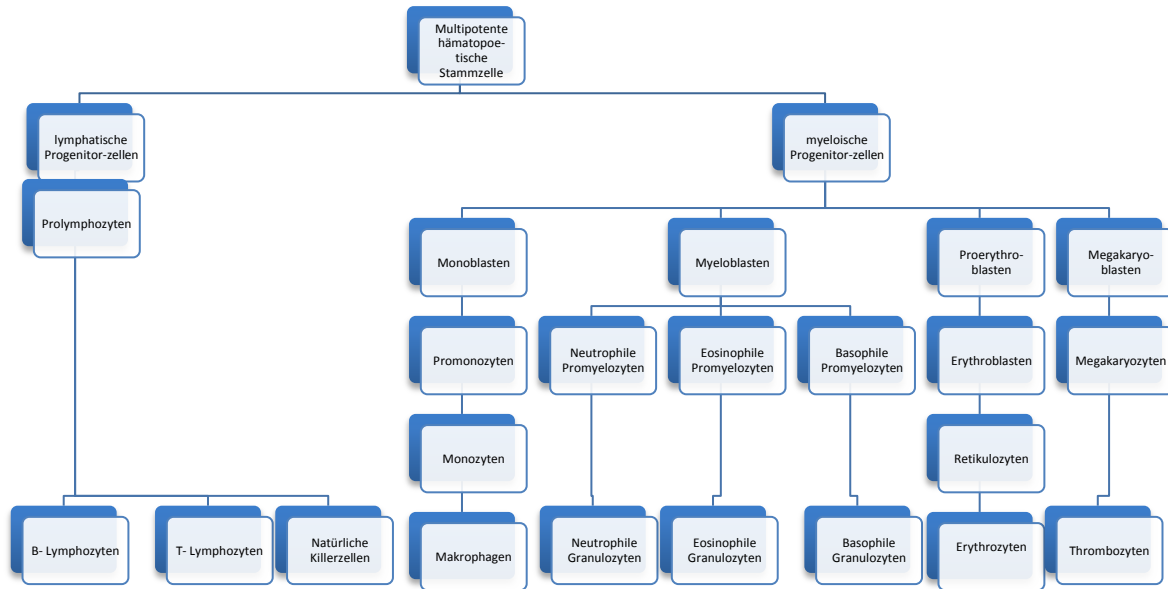 Multipotente
hämatopoe-
tische
Stammzelle
lymphatische
Progenitor-zellen
myeloische
Progenitor-zellen
Prolymphozyten
Monoblasten
Myeloblasten
Proerythro-
blasten
Megakaryo-
blasten
Promonozyten
Neutrophile
Promyelozyten
Eosinophile
Promyelozyten
Basophile
Promyelozyten
Erythroblasten
Megakaryozyten
Monozyten
Retikulozyten
B- Lymphozyten
T- Lymphozyten
Natürliche
Killerzellen
Makrophagen
Neutrophile
Granulozyten
Eosinophile
Granulozyten
Basophile
Granulozyten
Erythrozyten
Thrombozyten